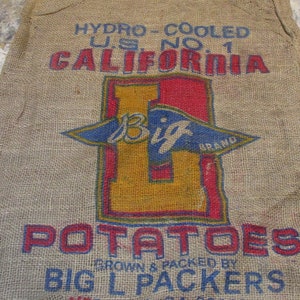 HYDRO-COOLED
U.S. NO. 1
CALIFORNIA
L
Big
BRAND
POTATOES
GROWN & PACKED BY
BIG L PACKERS